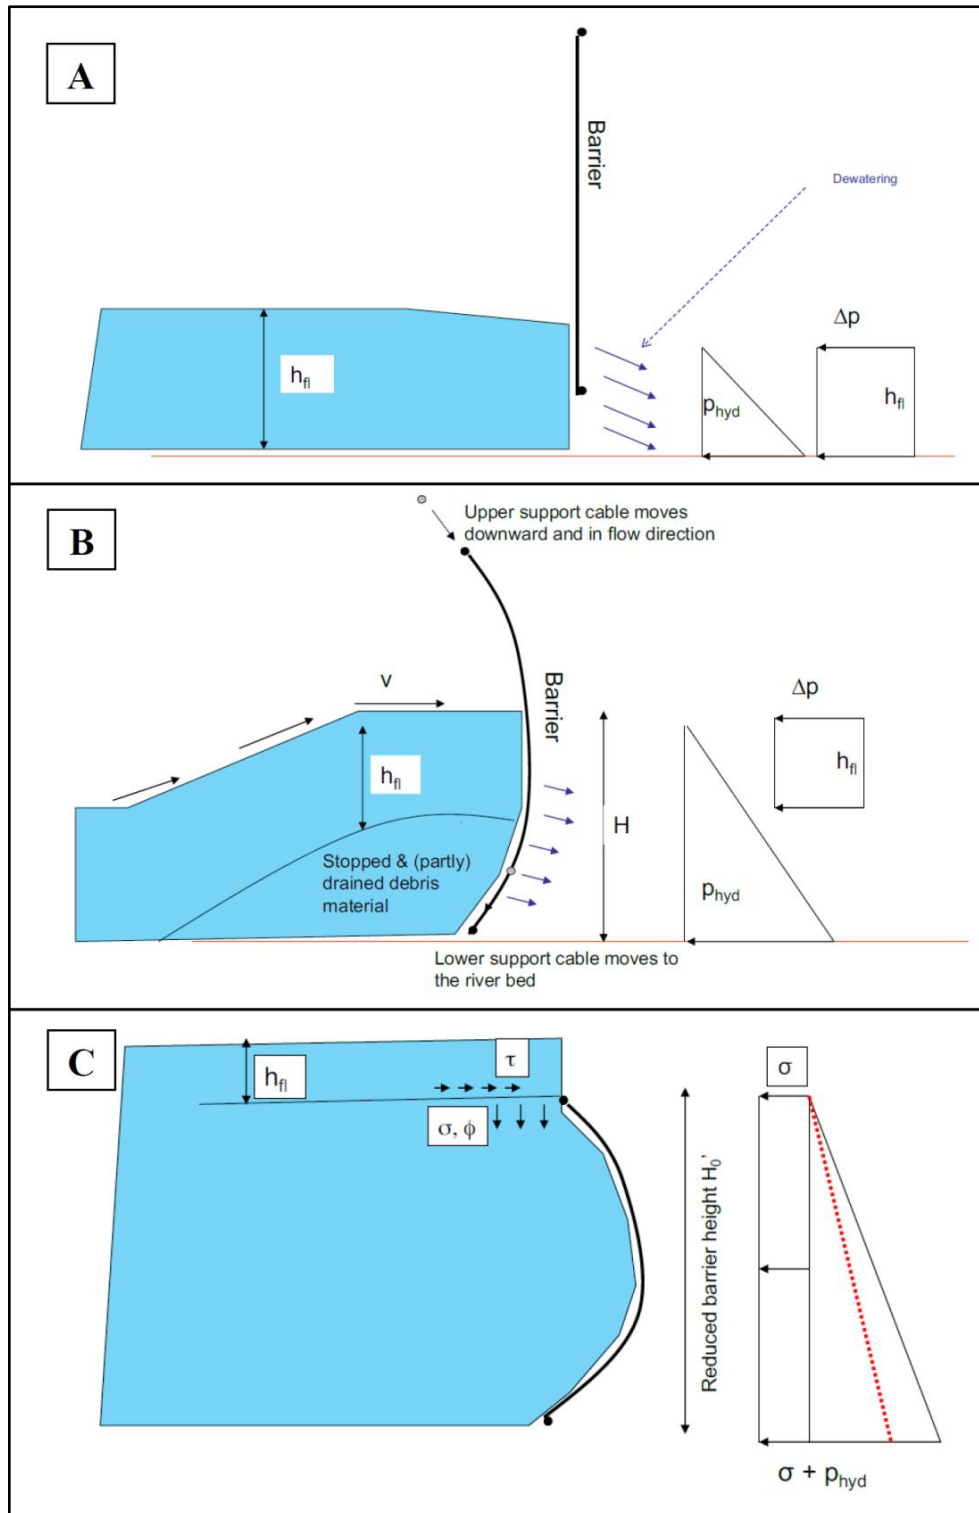 A
Barrier
Dewatering
h_fl
p_hyd
Δp
h_fl
B
Upper support cable moves
downward and in flow direction
v
Barrier
h_fl
H
Δp
h_fl
p_hyd
Stopped & (partly)
drained debris
material
Lower support cable moves to
the river bed
C
h_fl
τ
σ, ϕ
Reduced barrier height H₀'
σ
σ + p_hyd